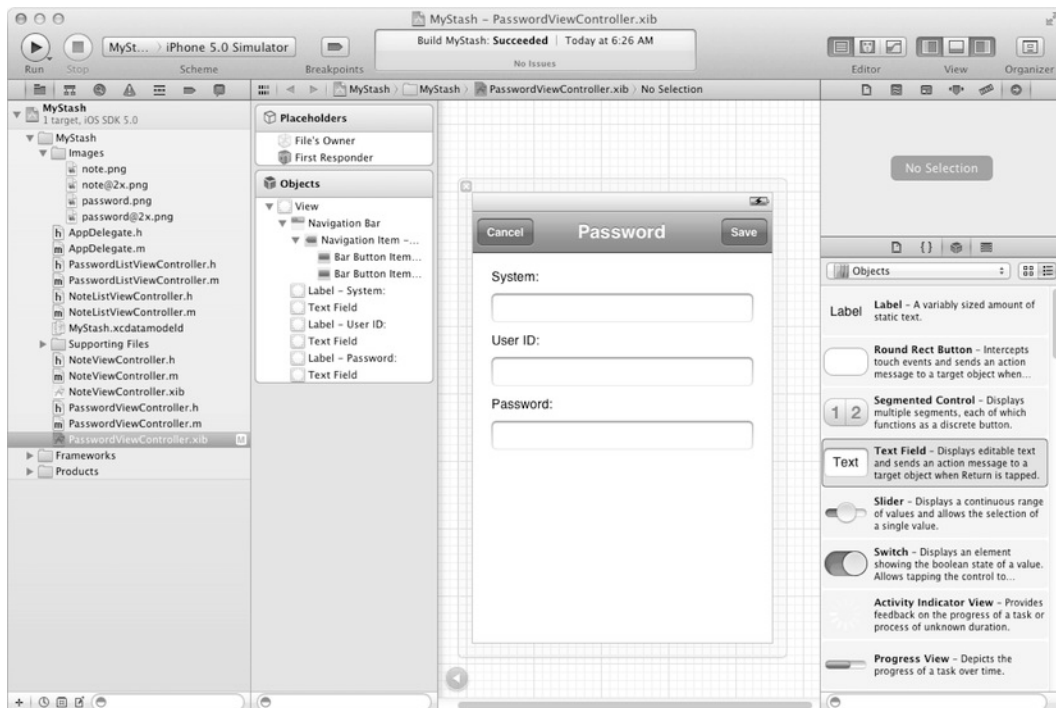 MyStash – PasswordViewController.xib
MySt... iPhone 5.0 Simulator
Build MyStash: Succeeded | Today at 6:26 AM
No Issues
Run Stop Scheme Breakpoints Editor View Organizer
MyStash MyStash PasswordViewController.xib No Selection
MyStash
1 target, iOS SDK 5.0
MyStash
Images
note.png
note@2x.png
password.png
password@2x.png
h AppDelegate.h
m AppDelegate.m
h PasswordListViewController.h
m PasswordListViewController.m
h NoteListViewController.h
m NoteListViewController.m
MyStash.xcdatamodeld
Supporting Files
h NoteViewController.h
m NoteViewController.m
NoteViewController.xib
h PasswordViewController.h
m PasswordViewController.m
PasswordViewController.xib M
Frameworks
Products
Placeholders
File's Owner
First Responder
Objects
View
Navigation Bar
Navigation Item –...
Bar Button Item...
Bar Button Item...
Label – System:
Text Field
Label – User ID:
Text Field
Label – Password:
Text Field
Cancel Password Save
System:
User ID:
Password:
No Selection
{}
Objects
Label
Label – A variably sized amount of
static text.
Round Rect Button – Intercepts
touch events and sends an action
message to a target object when...
1 2
Segmented Control – Displays
multiple segments, each of which
functions as a discrete button.
Text
Text Field – Displays editable text
and sends an action message to a
target object when Return is tapped.
Slider – Displays a continuous range
of values and allows the selection of
a single value.
Switch – Displays an element
showing the boolean state of a value.
Allows tapping the control to...
Activity Indicator View – Provides
feedback on the progress of a task or
process of unknown duration.
Progress View – Depicts the
progress of a task over time.